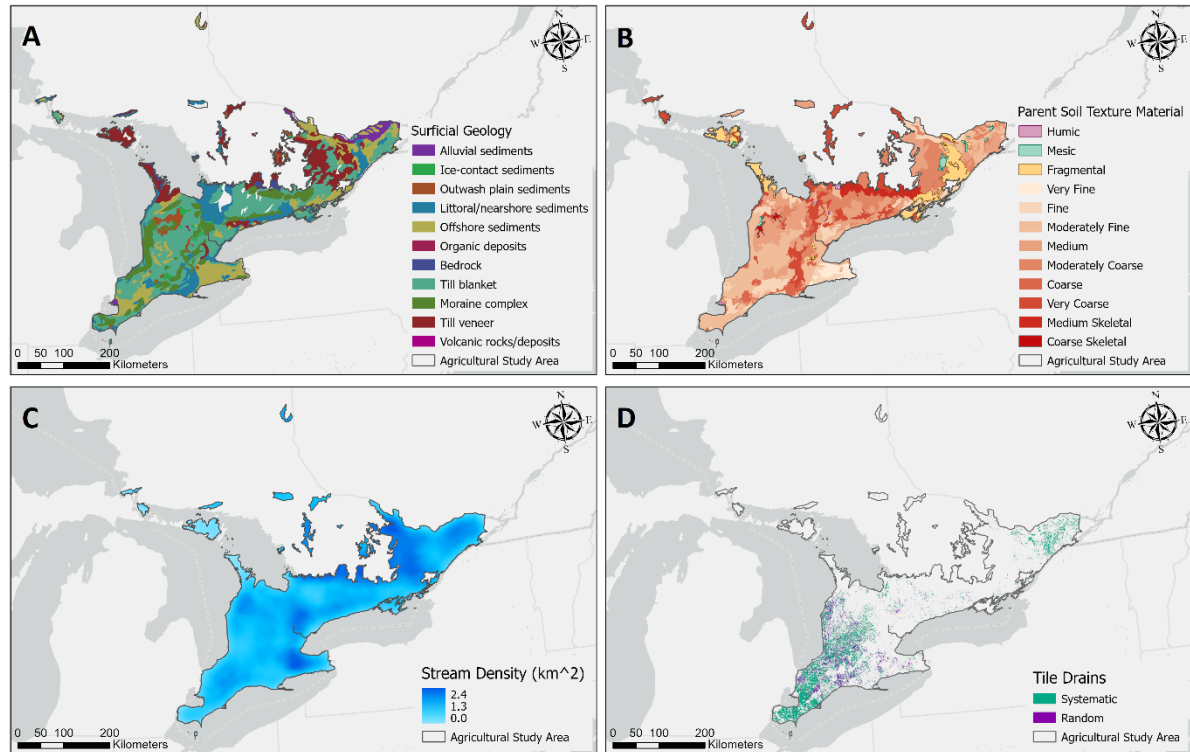 A
N
W E
S
Surficial Geology
Alluvial sediments
Ice-contact sediments
Outwash plain sediments
Littoral/nearshore sediments
Offshore sediments
Organic deposits
Bedrock
Till blanket
Moraine complex
Till veneer
Volcanic rocks/deposits
Agricultural Study Area
0 50 100 200
Kilometers
B
N
W E
S
Parent Soil Texture Material
Humic
Mesic
Fragmental
Very Fine
Fine
Moderately Fine
Medium
Moderately Coarse
Coarse
Very Coarse
Medium Skeletal
Coarse Skeletal
Agricultural Study Area
0 50 100 200
Kilometers
C
N
W E
S
Stream Density (km^2)
2.4
1.3
0.0
Agricultural Study Area
0 50 100 200
Kilometers
D
N
W E
S
Tile Drains
Systematic
Random
Agricultural Study Area
0 50 100 200
Kilometers